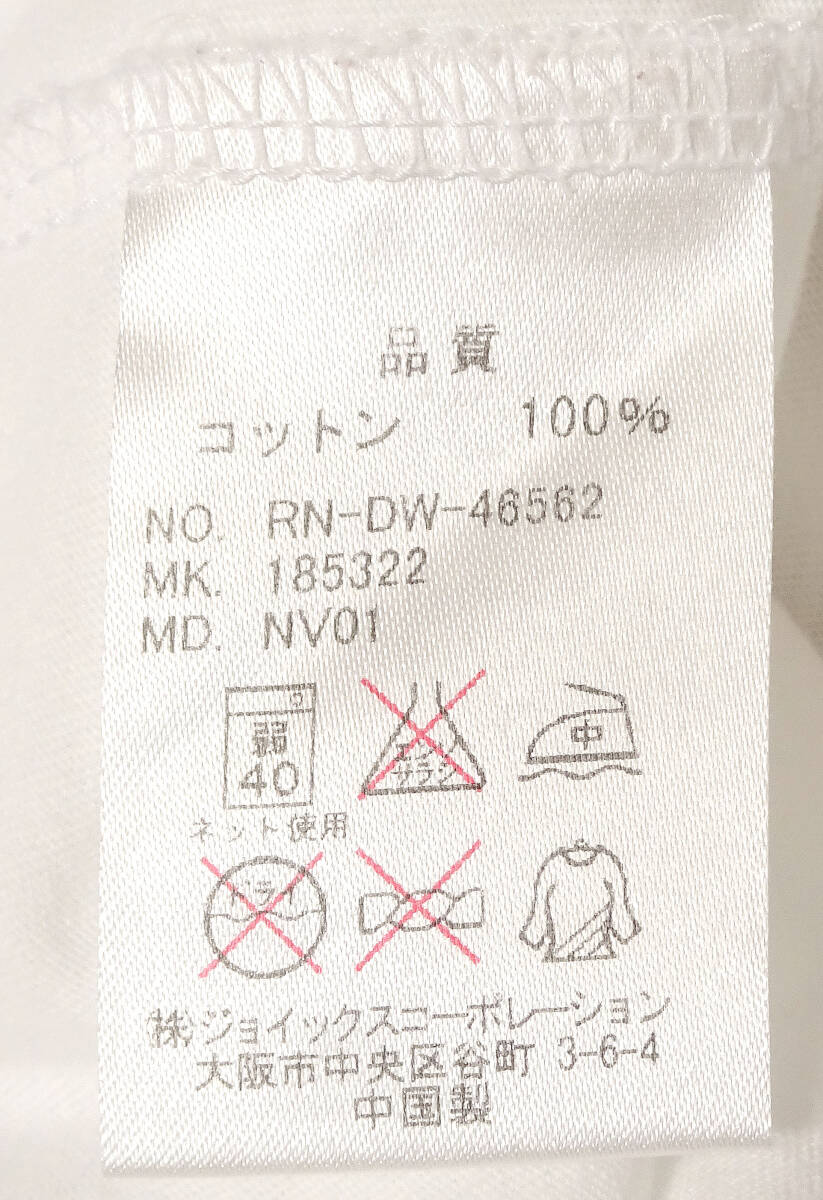 品質
コットン 100%
NO. RN-DW-46562
MK. 185322
MD. NV01
弱
40
エンソ
サラシ
中
ネット使用
ドライ
㈱ジョイックスコーポレーション
大阪市中央区谷町 3-6-4
中国製